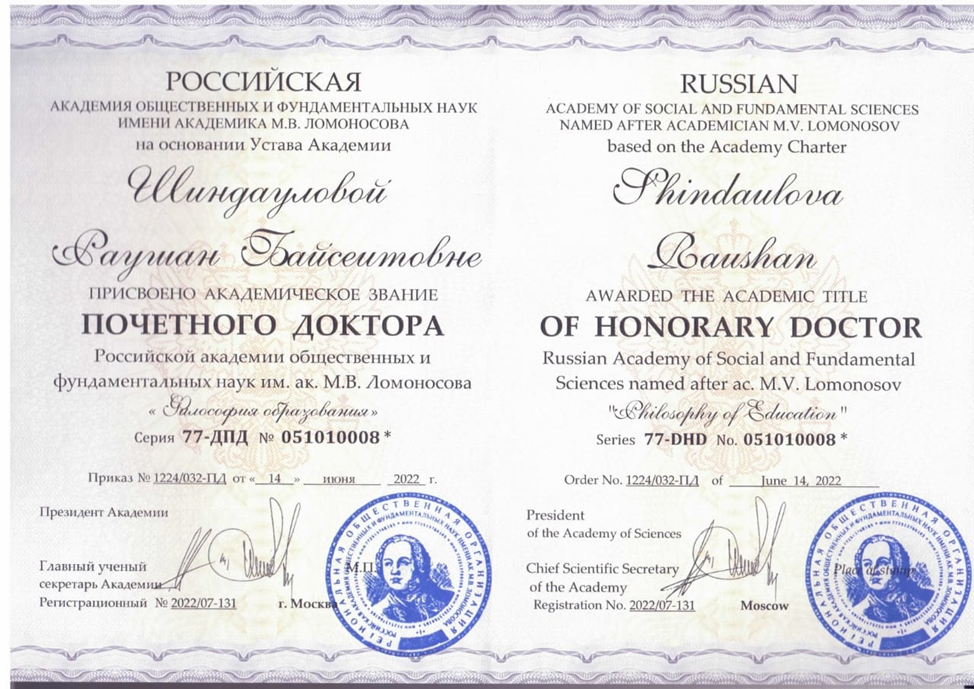 РОССИЙСКАЯ
АКАДЕМИЯ ОБЩЕСТВЕННЫХ И ФУНДАМЕНТАЛЬНЫХ НАУК
ИМЕНИ АКАДЕМИКА М.В. ЛОМОНОСОВА
на основании Устава Академии
Шиндауловой
Раушан Байсеитовне
ПРИСВОЕНО АКАДЕМИЧЕСКОЕ ЗВАНИЕ
ПОЧЕТНОГО ДОКТОРА
Российской академии общественных и
фундаментальных наук им. ак. М.В. Ломоносова
« Философия образования»
Серия 77-ДПД № 051010008 *
Приказ № 1224/032-ПД от « 14 » июня 2022 г.
Президент Академии
Главный ученый
секретарь Академии
М.П.
Регистрационный № 2022/07-131 г. Москва
РЕГИОНАЛЬНАЯ ОБЩЕСТВЕННАЯ ОРГАНИЗАЦИЯ
RUSSIAN
ACADEMY OF SOCIAL AND FUNDAMENTAL SCIENCES
NAMED AFTER ACADEMICIAN M.V. LOMONOSOV
based on the Academy Charter
Shindaulova
Raushan
AWARDED THE ACADEMIC TITLE
OF HONORARY DOCTOR
Russian Academy of Social and Fundamental
Sciences named after ac. M.V. Lomonosov
"Philosophy of Education"
Series 77-DHD No. 051010008 *
Order No. 1224/032-ПД of June 14, 2022
President
of the Academy of Sciences
Chief Scientific Secretary
of the Academy
Place of stamp
Registration No. 2022/07-131 Moscow
РЕГИОНАЛЬНАЯ ОБЩЕСТВЕННАЯ ОРГАНИЗАЦИЯ